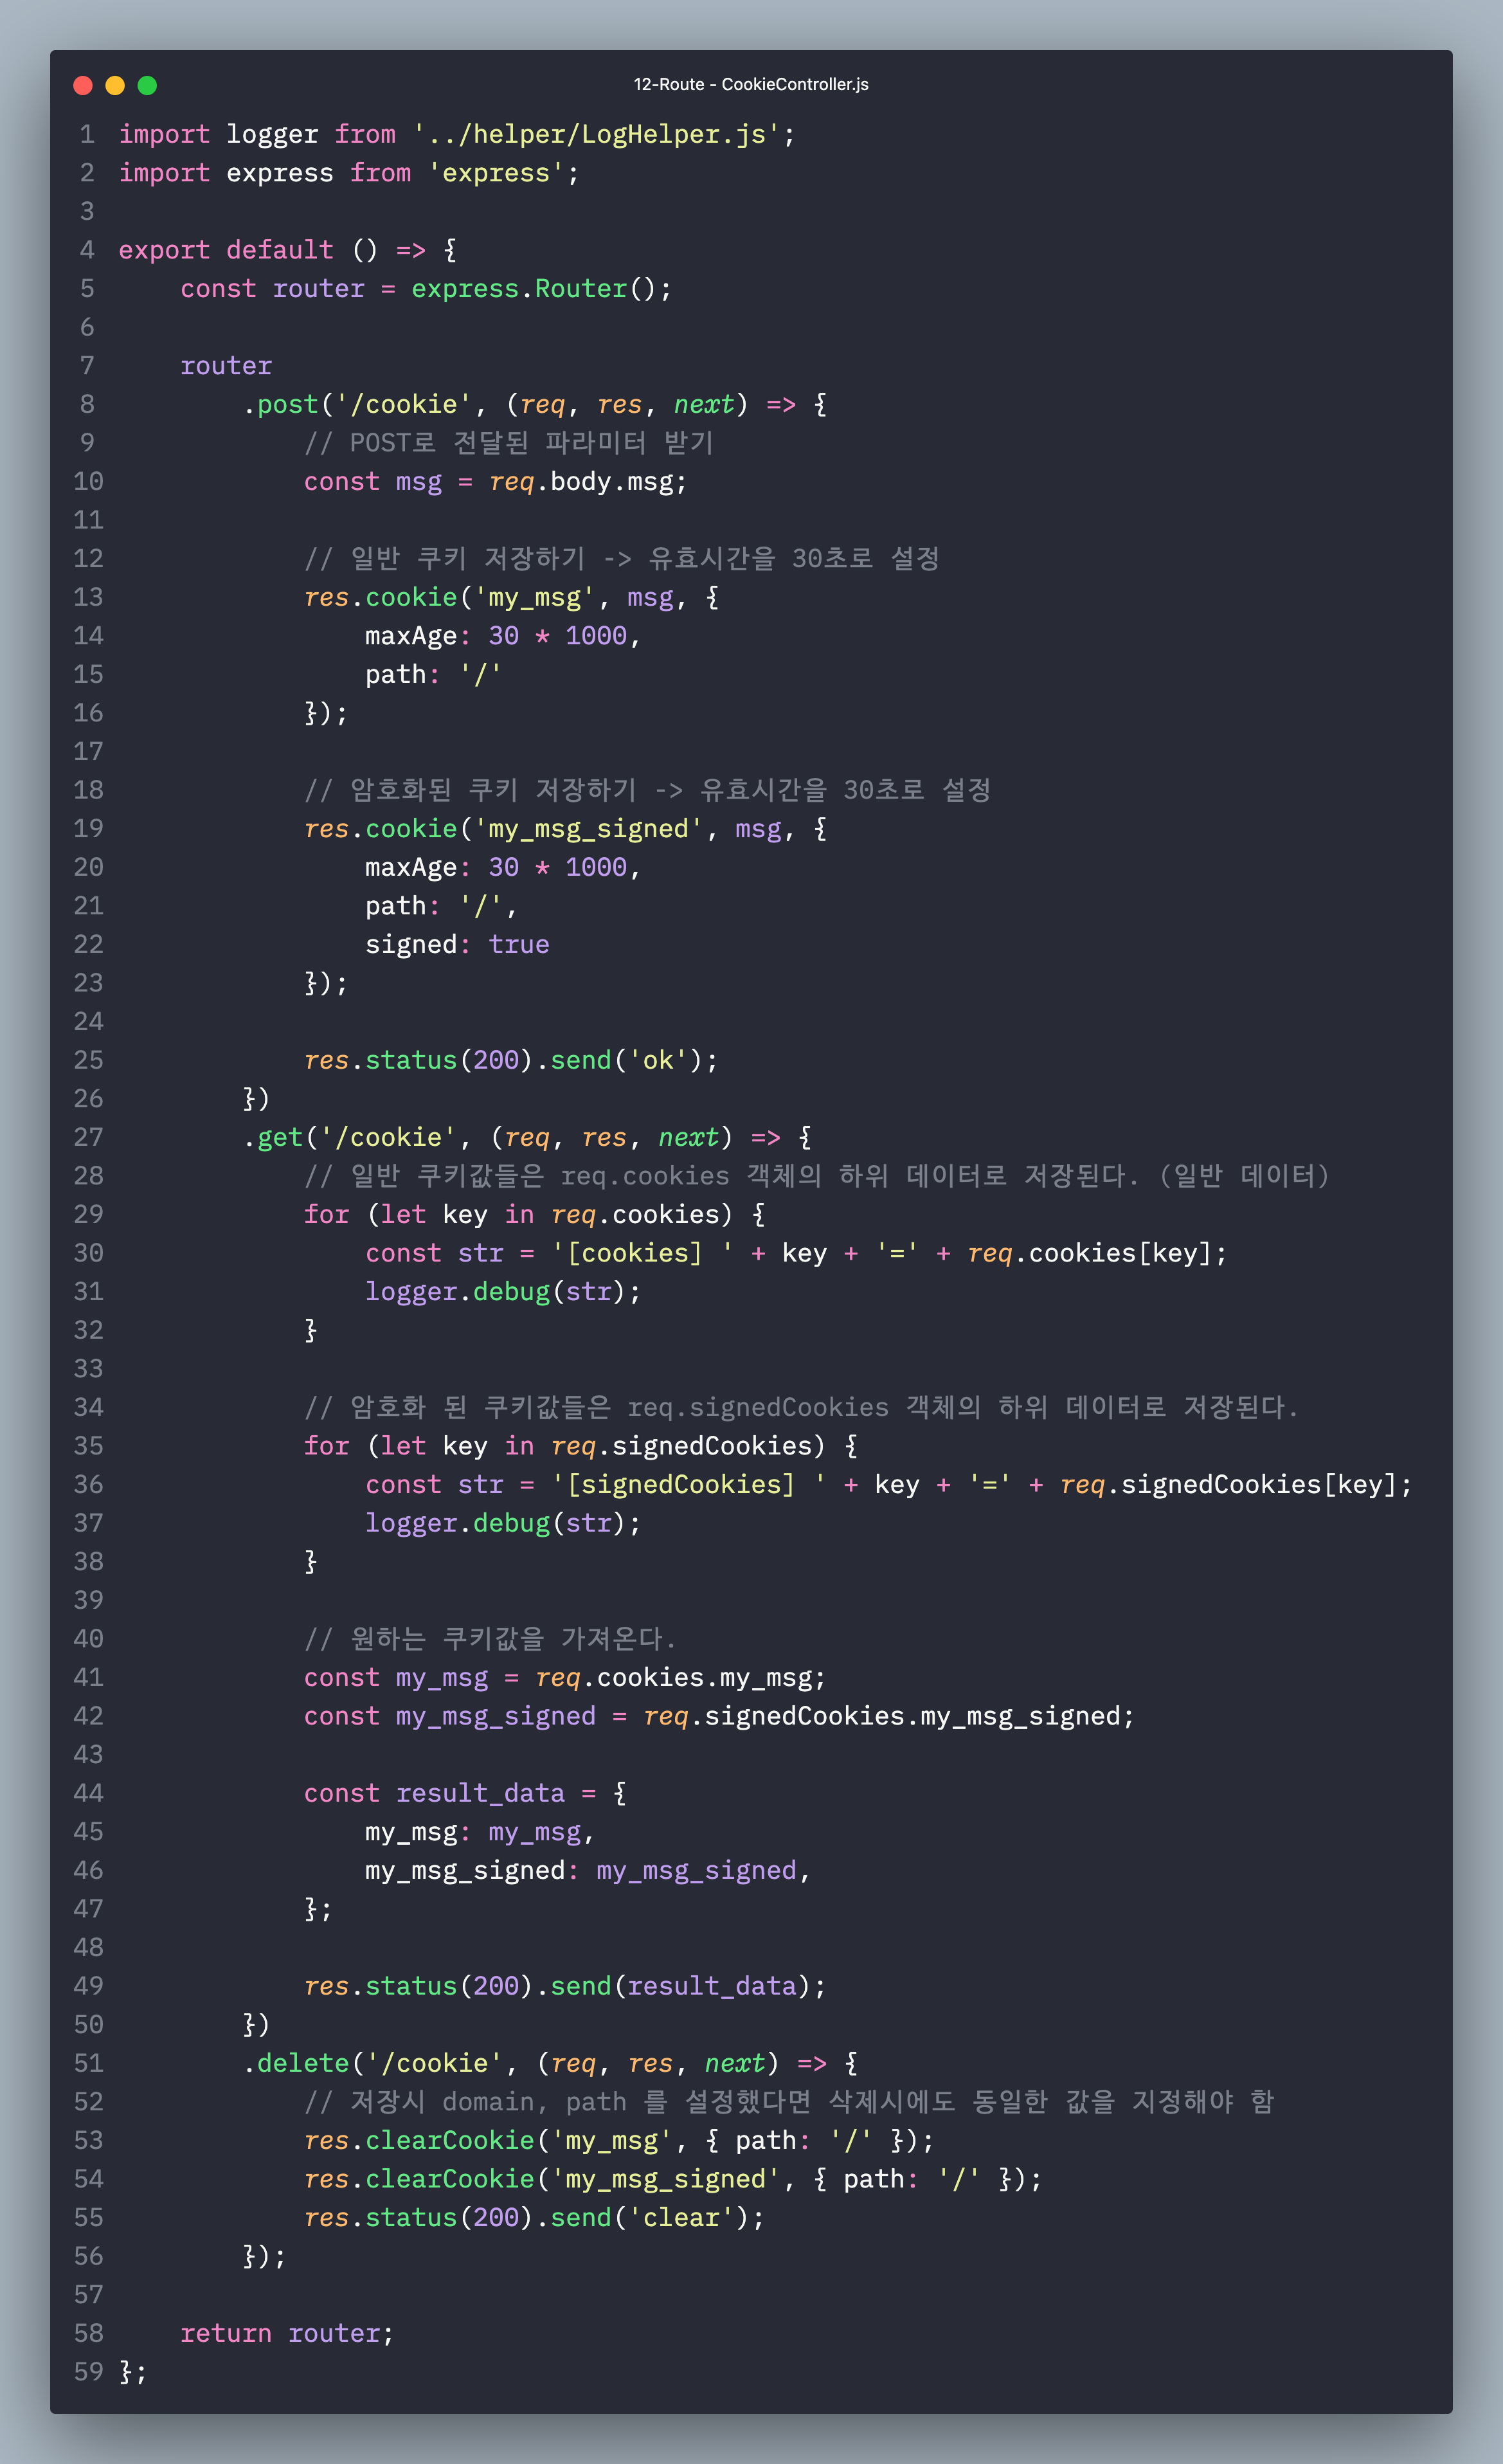 12-Route - CookieController.js
1 import logger from '../helper/LogHelper.js';
2 import express from 'express';
3
4 export default () => {
5     const router = express.Router();
6
7     router
8         .post('/cookie', (req, res, next) => {
9             // POST로 전달된 파라미터 받기
10             const msg = req.body.msg;
11
12             // 일반 쿠키 저장하기 -> 유효시간을 30초로 설정
13             res.cookie('my_msg', msg, {
14                 maxAge: 30 * 1000,
15                 path: '/'
16             });
17
18             // 암호화된 쿠키 저장하기 -> 유효시간을 30초로 설정
19             res.cookie('my_msg_signed', msg, {
20                 maxAge: 30 * 1000,
21                 path: '/',
22                 signed: true
23             });
24
25             res.status(200).send('ok');
26         })
27         .get('/cookie', (req, res, next) => {
28             // 일반 쿠키값들은 req.cookies 객체의 하위 데이터로 저장된다. (일반 데이터)
29             for (let key in req.cookies) {
30                 const str = '[cookies] ' + key + '=' + req.cookies[key];
31                 logger.debug(str);
32             }
33
34             // 암호화 된 쿠키값들은 req.signedCookies 객체의 하위 데이터로 저장된다.
35             for (let key in req.signedCookies) {
36                 const str = '[signedCookies] ' + key + '=' + req.signedCookies[key];
37                 logger.debug(str);
38             }
39
40             // 원하는 쿠키값을 가져온다.
41             const my_msg = req.cookies.my_msg;
42             const my_msg_signed = req.signedCookies.my_msg_signed;
43
44             const result_data = {
45                 my_msg: my_msg,
46                 my_msg_signed: my_msg_signed,
47             };
48
49             res.status(200).send(result_data);
50         })
51         .delete('/cookie', (req, res, next) => {
52             // 저장시 domain, path 를 설정했다면 삭제시에도 동일한 값을 지정해야 함
53             res.clearCookie('my_msg', { path: '/' });
54             res.clearCookie('my_msg_signed', { path: '/' });
55             res.status(200).send('clear');
56         });
57
58     return router;
59 };